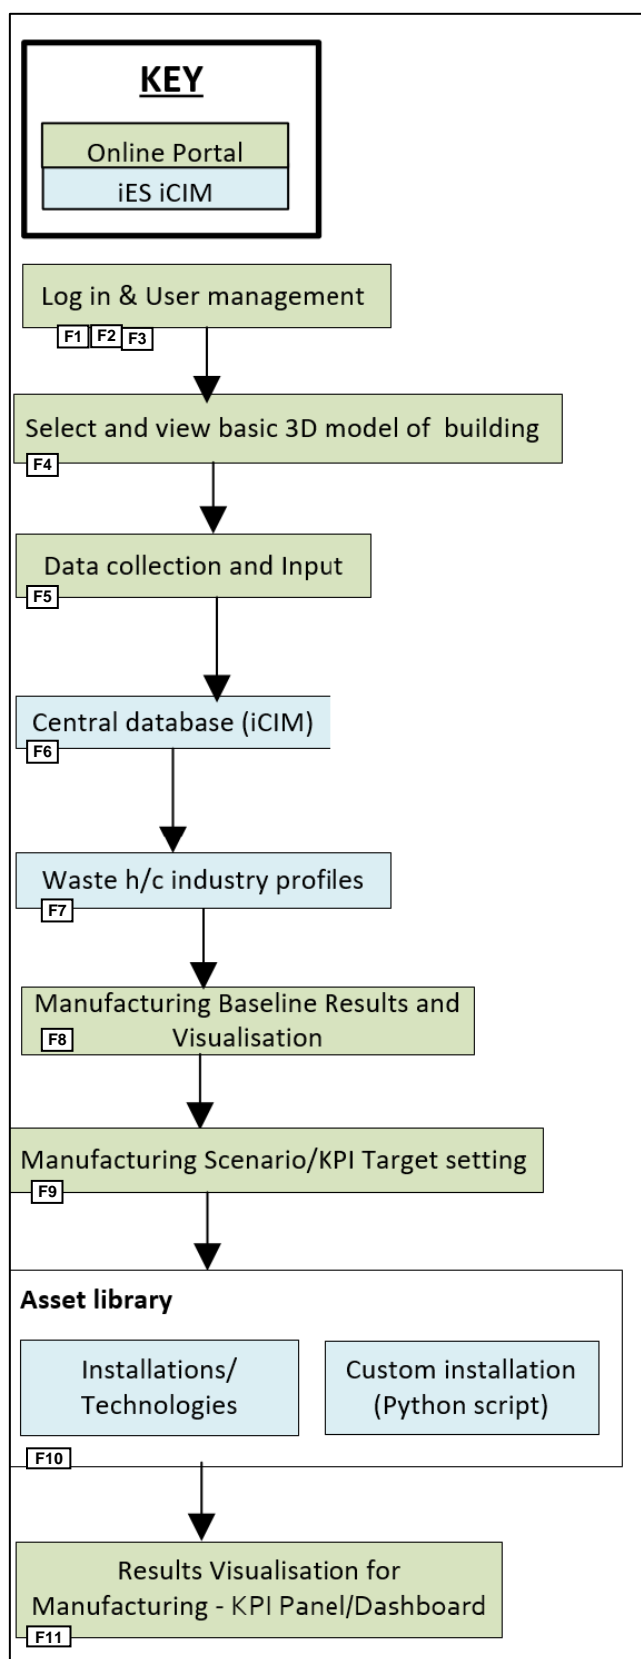 KEY
Online Portal
iES iCIM
Log in & User management
F1 F2 F3
Select and view basic 3D model of building
F4
Data collection and Input
F5
Central database (iCIM)
F6
Waste h/c industry profiles
F7
Manufacturing Baseline Results and
Visualisation
F8
Manufacturing Scenario/KPI Target setting
F9
Asset library
Installations/
Technologies
Custom installation
(Python script)
F10
Results Visualisation for
Manufacturing - KPI Panel/Dashboard
F11